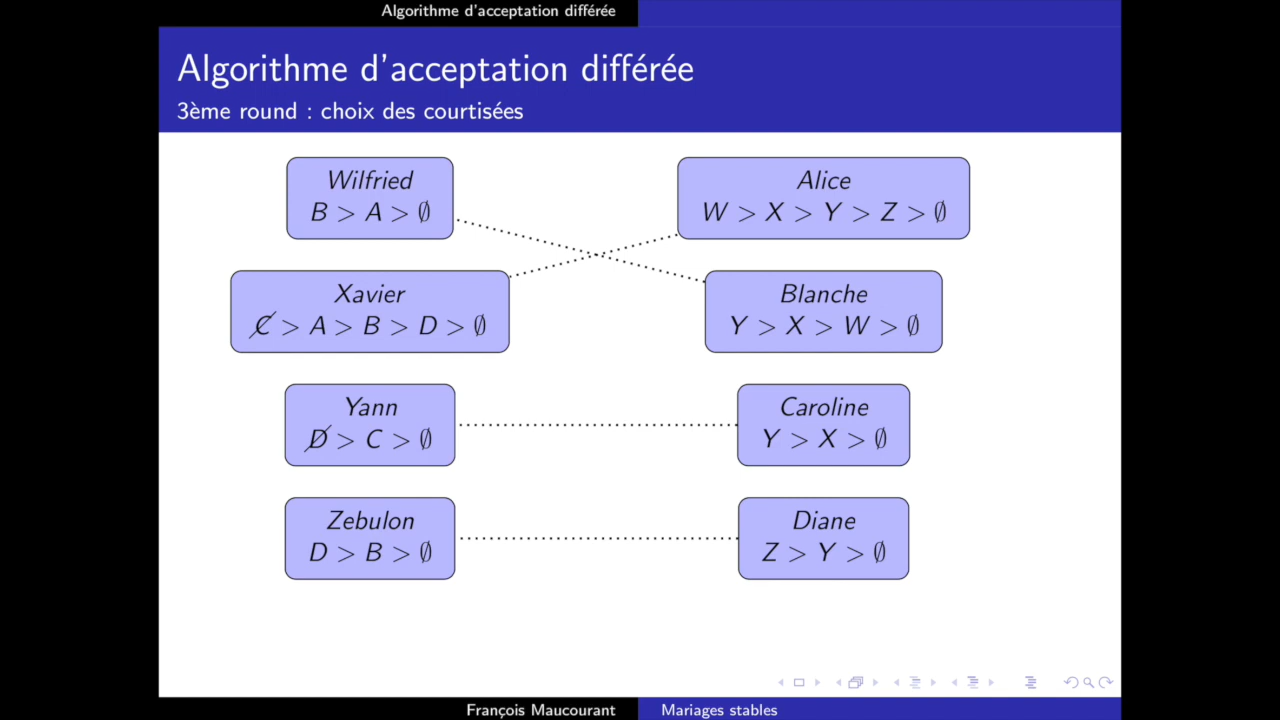 Algorithme d'acceptation différée
Algorithme d'acceptation différée
3ème round : choix des courtisées
Wilfried
B > A > ∅
Alice
W > X > Y > Z > ∅
Xavier
C̸ > A > B > D > ∅
Blanche
Y > X > W > ∅
Yann
D̸ > C > ∅
Caroline
Y > X > ∅
Zebulon
D > B > ∅
Diane
Z > Y > ∅
François Maucourant
Mariages stables